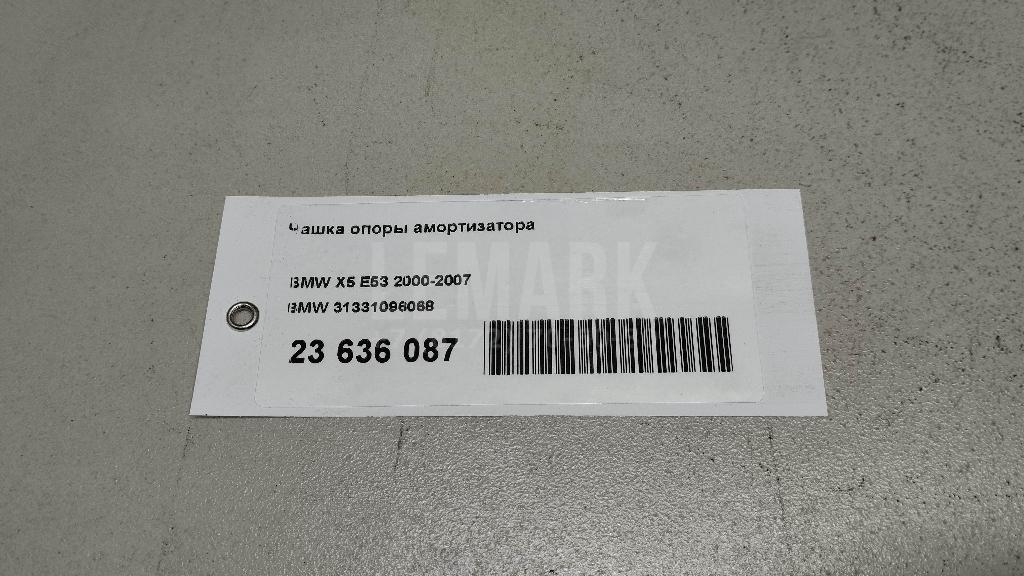 Чашка опоры амортизатора
BMW X5 E53 2000-2007
BMW 31331096068
23 636 087
LEMARK